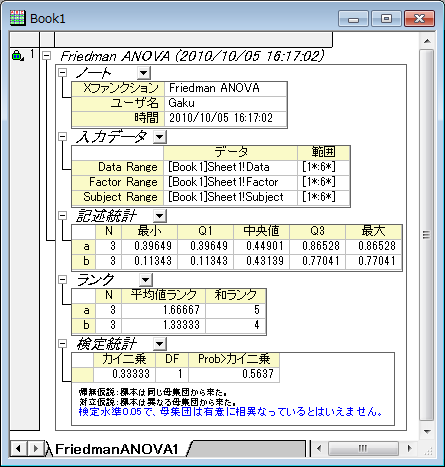 Book1
1
Friedman ANOVA (2010/10/05 16:17:02)
ノート
Xファンクション Friedman ANOVA
ユーザ名 Gaku
時間 2010/10/05 16:17:02
入力データ
データ 範囲
Data Range [Book1]Sheet1!Data [1*:6*]
Factor Range [Book1]Sheet1!Factor [1*:6*]
Subject Range [Book1]Sheet1!Subject [1*:6*]
記述統計
N 最小 Q1 中央値 Q3 最大
a 3 0.39649 0.39649 0.44901 0.86528 0.86528
b 3 0.11343 0.11343 0.43139 0.77041 0.77041
ランク
N 平均値ランク 和ランク
a 3 1.66667 5
b 3 1.33333 4
検定統計
カイ二乗 DF Prob>カイ二乗
0.33333 1 0.5637
帰無仮説:標本は同じ母集団から来た。
対立仮説:標本は異なる母集団から来た。
検定水準0.05で、母集団は有意に相異なっているとはいえません。
FriedmanANOVA1